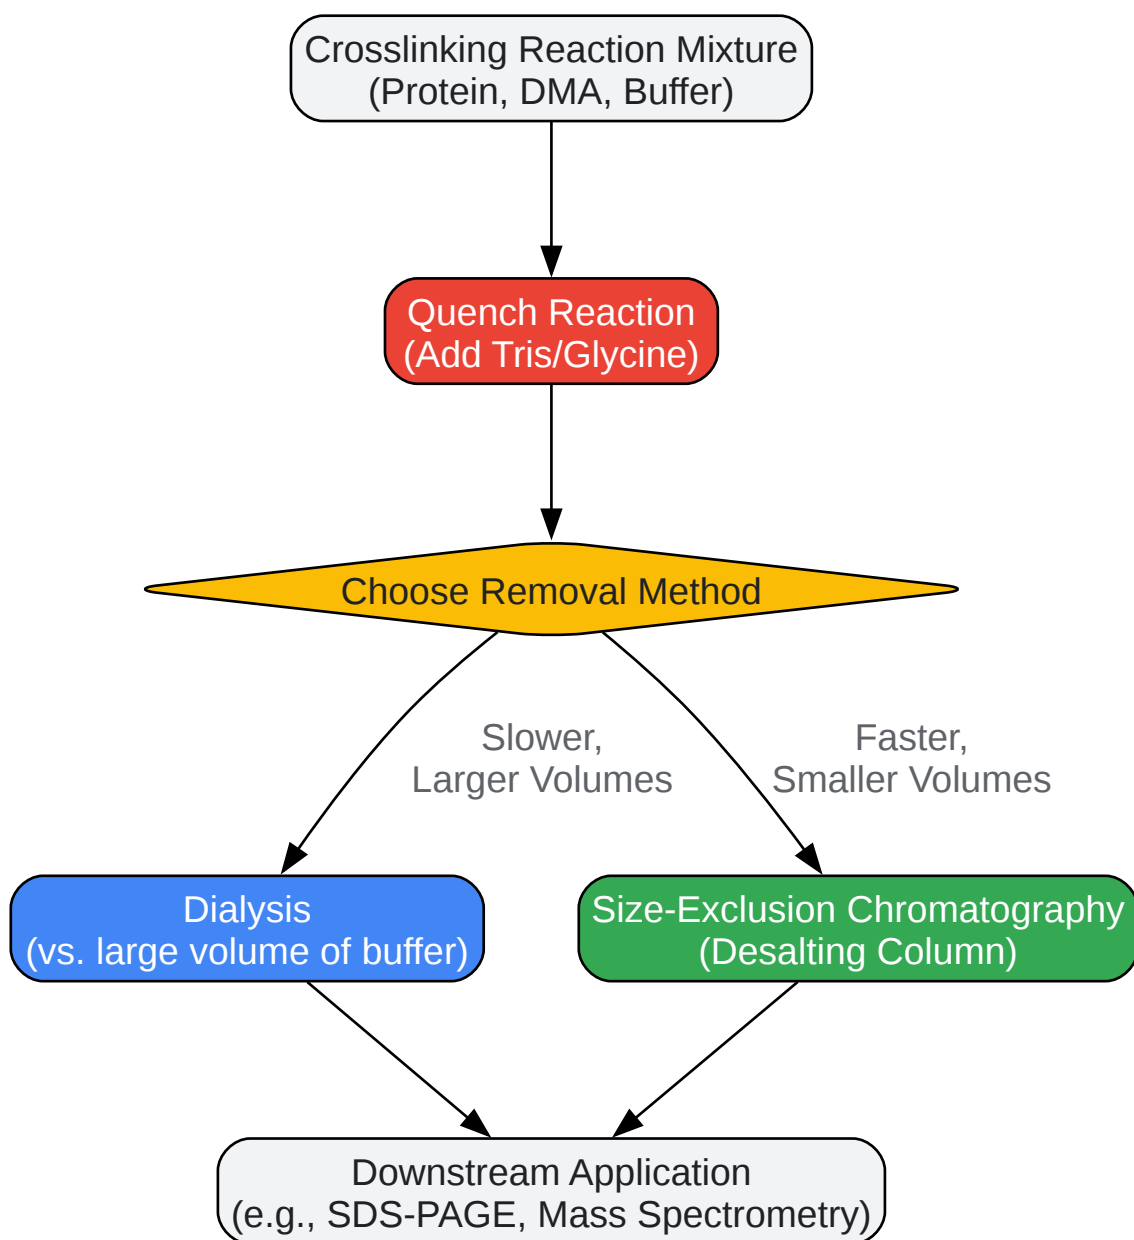 Crosslinking Reaction Mixture
(Protein, DMA, Buffer)
Quench Reaction
(Add Tris/Glycine)
Choose Removal Method
Slower,
Larger Volumes
Faster,
Smaller Volumes
Dialysis
(vs. large volume of buffer)
Size-Exclusion Chromatography
(Desalting Column)
Downstream Application
(e.g., SDS-PAGE, Mass Spectrometry)